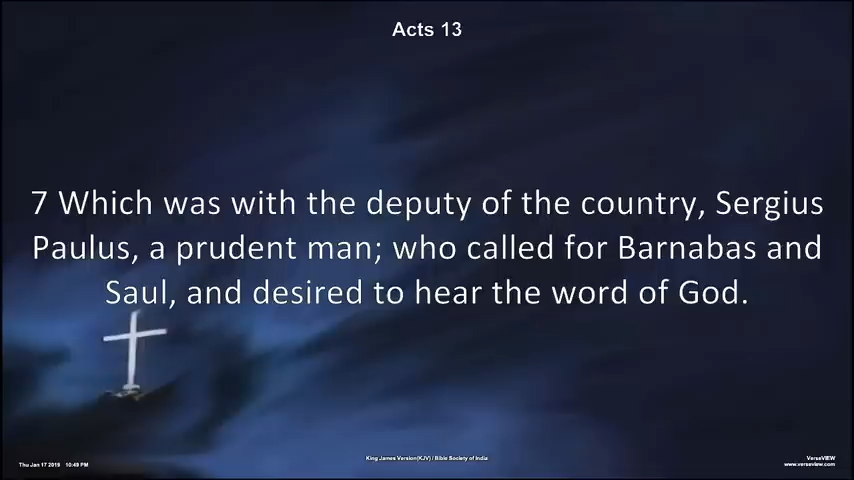 Acts 13
7 Which was with the deputy of the country, Sergius
Paulus, a prudent man; who called for Barnabas and
Saul, and desired to hear the word of God.
Thu Jan 17 2019 10:49 PM
King James Version(KJV) / Bible Society of India
VerseVIEW
www.verseview.com